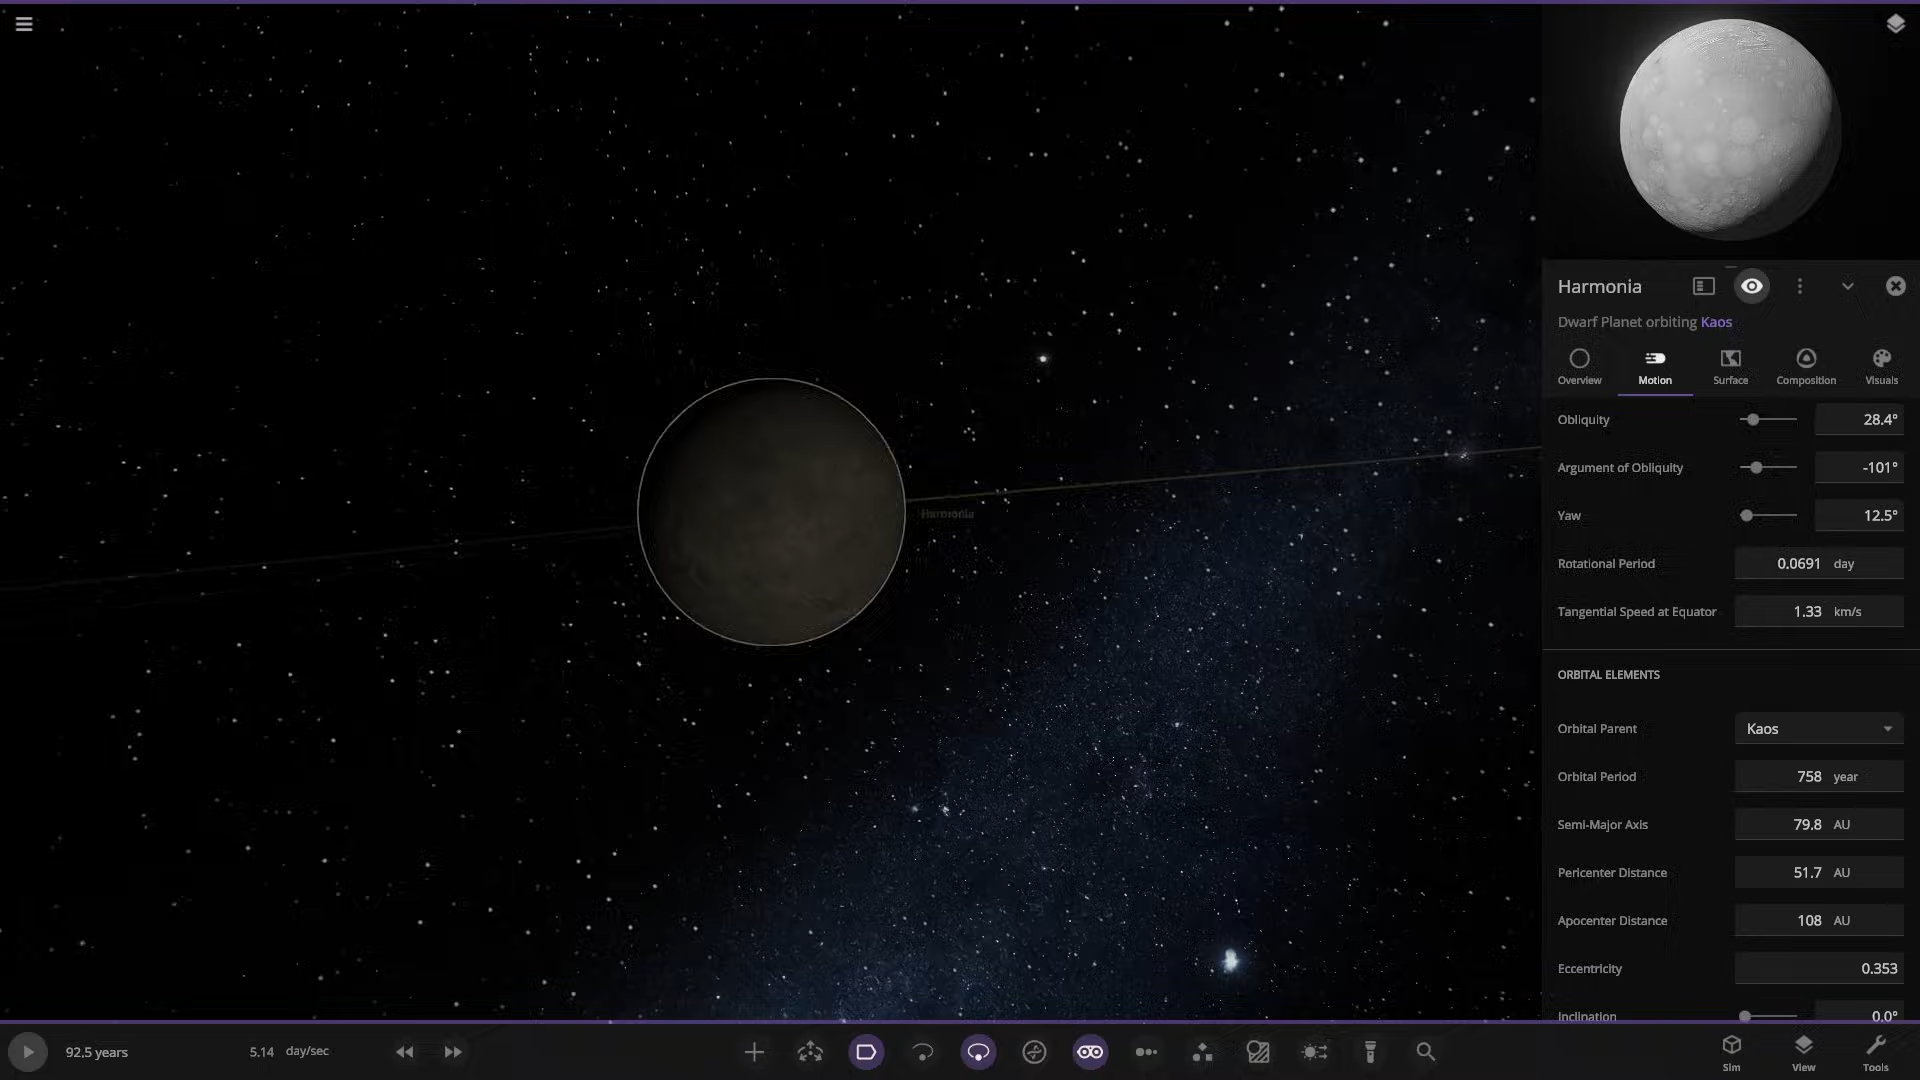 Harmonia
Dwarf Planet orbiting Kaos
Overview Motion Surface Composition Visuals
Obliquity 28.4°
Argument of Obliquity -101°
Yaw 12.5°
Rotational Period 0.0691 day
Tangential Speed at Equator 1.33 km/s
ORBITAL ELEMENTS
Orbital Parent Kaos
Orbital Period 758 year
Semi-Major Axis 79.8 AU
Pericenter Distance 51.7 AU
Apocenter Distance 108 AU
Eccentricity 0.353
Inclination 0.0°
Harmonia
92.5 years 5.14 day/sec
Sim View Tools